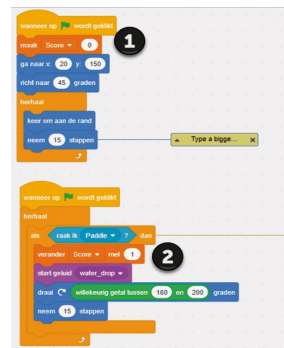 wanneer op wordt geklikt
1
maak Score 0
ga naar x: 20 y: 150
richt naar 45 graden
herhaal
keer om aan de rand
neem 15 stappen
Type a bigge...
wanneer op wordt geklikt
herhaal
als raak ik Paddle ? dan
verander Score met 1
2
start geluid water_drop
draai willekeurig getal tussen 160 en 200 graden
neem 15 stappen